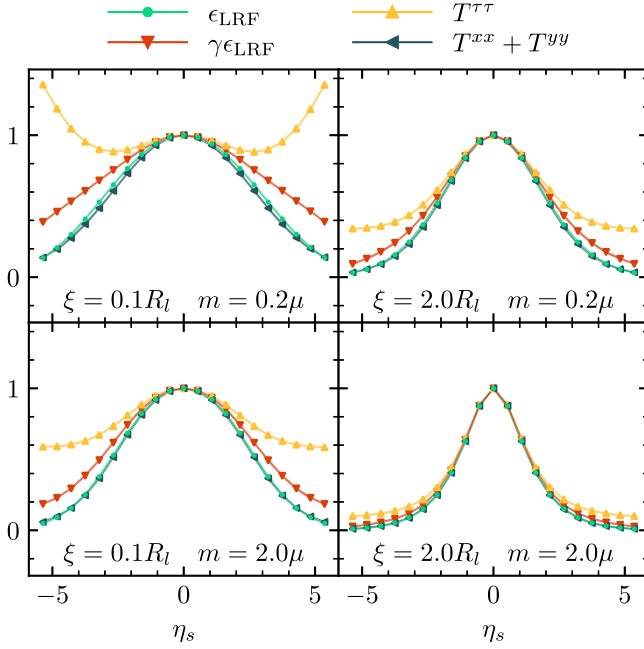 ϵ_LRF T^{ττ}
γϵ_LRF T^{xx} + T^{yy}
1
0
ξ = 0.1R_l m = 0.2μ ξ = 2.0R_l m = 0.2μ
1
0
ξ = 0.1R_l m = 2.0μ ξ = 2.0R_l m = 2.0μ
−5 0 5 −5 0 5
η_s η_s